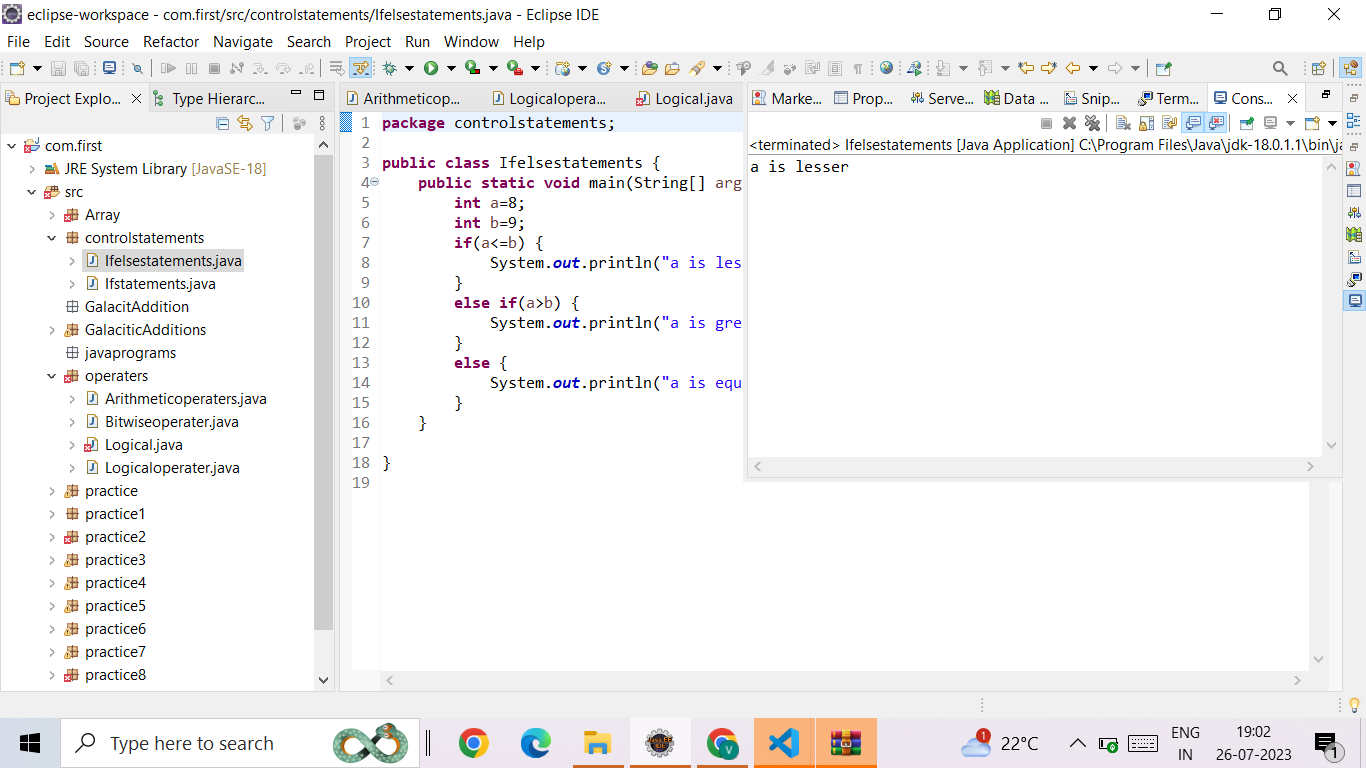 eclipse-workspace - com.first/src/controlstatements/Ifelsestatements.java - Eclipse IDE
File Edit Source Refactor Navigate Search Project Run Window Help
Project Explo... Type Hierarc...
com.first
JRE System Library [JavaSE-18]
src
Array
controlstatements
Ifelsestatements.java
Ifstatements.java
GalacitAddition
GalaciticAdditions
javaprograms
operaters
Arithmeticoperaters.java
Bitwiseoperater.java
Logical.java
Logicaloperater.java
practice
practice1
practice2
practice3
practice4
practice5
practice6
practice7
practice8
Arithmeticop... Logicalopera... Logical.java
1 package controlstatements;
2
3 public class Ifelsestatements {
4 public static void main(String[] arg
5 int a=8;
6 int b=9;
7 if(a<=b) {
8 System.out.println("a is les
9 }
10 else if(a>b) {
11 System.out.println("a is gre
12 }
13 else {
14 System.out.println("a is equ
15 }
16 }
17
18 }
19
Marke... Prop... Serve... Data ... Snip... Term... Cons...
<terminated> Ifelsestatements [Java Application] C:\Program Files\Java\jdk-18.0.1.1\bin\ja
a is lesser
Type here to search
1
22°C
ENG
IN
19:02
26-07-2023
1